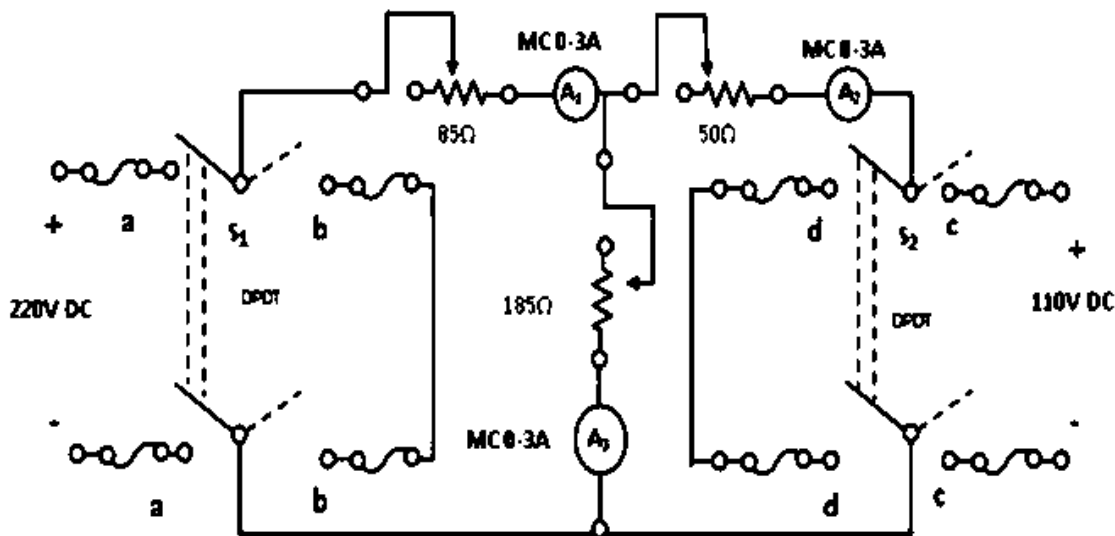 MC 0-3A
MC 0-3A
A1
A2
85Ω
50Ω
+
a
S1
b
d
S2
c
+
220V DC
DPDT
185Ω
DPDT
110V DC
-
-
MC 0-3A
A3
a
b
d
c